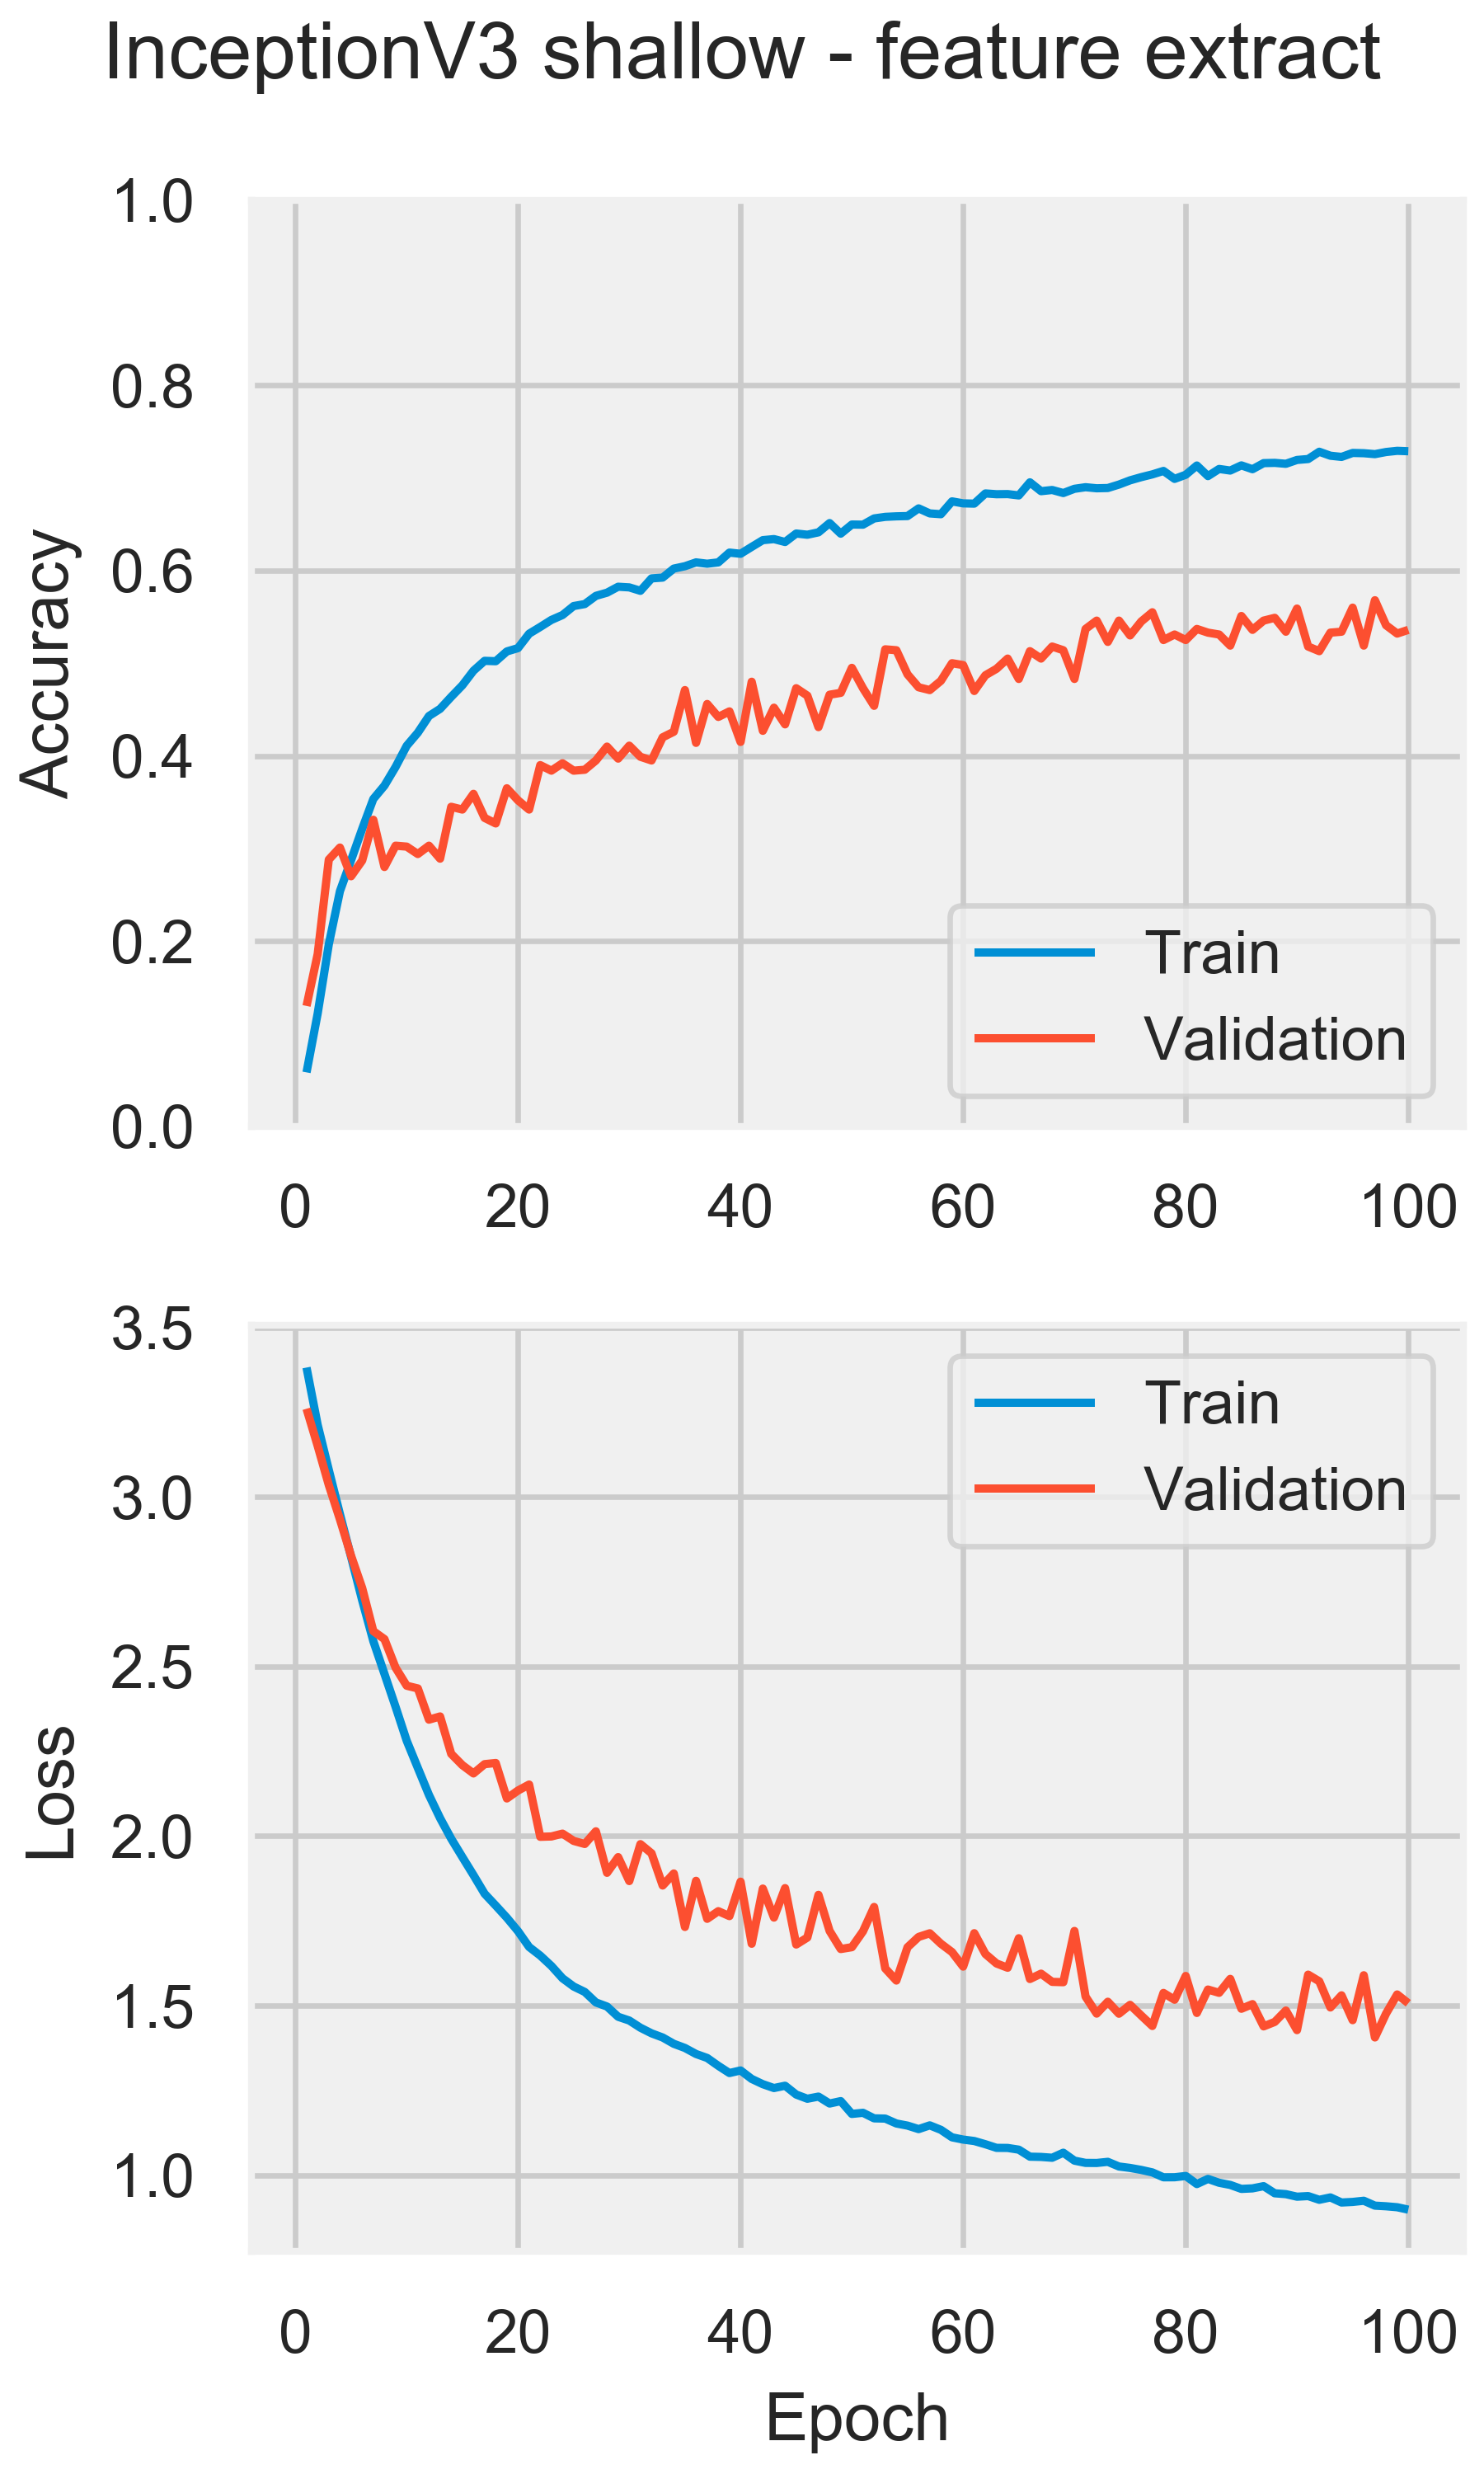 InceptionV3 shallow - feature extract
1.0
0.8
0.6
0.4
0.2
0.0
Accuracy
Train
Validation
0 20 40 60 80 100
3.5
3.0
2.5
2.0
1.5
1.0
Loss
Train
Validation
0 20 40 60 80 100
Epoch